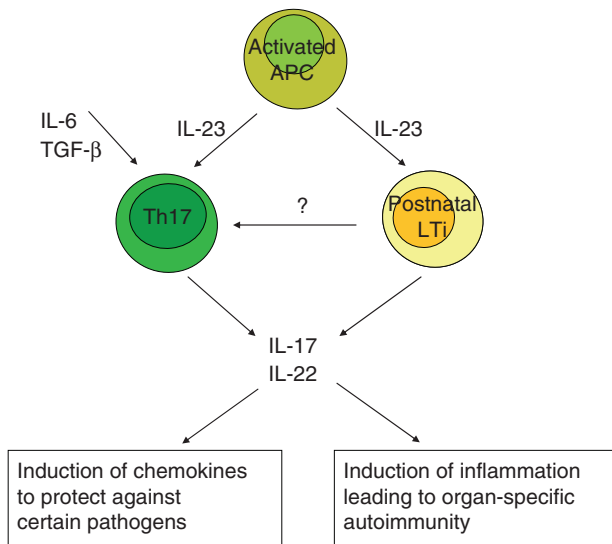 Activated
APC
IL-6
TGF-β
IL-23
IL-23
Th17
?
Postnatal
LTi
IL-17
IL-22
Induction of chemokines
to protect against
certain pathogens
Induction of inflammation
leading to organ-specific
autoimmunity